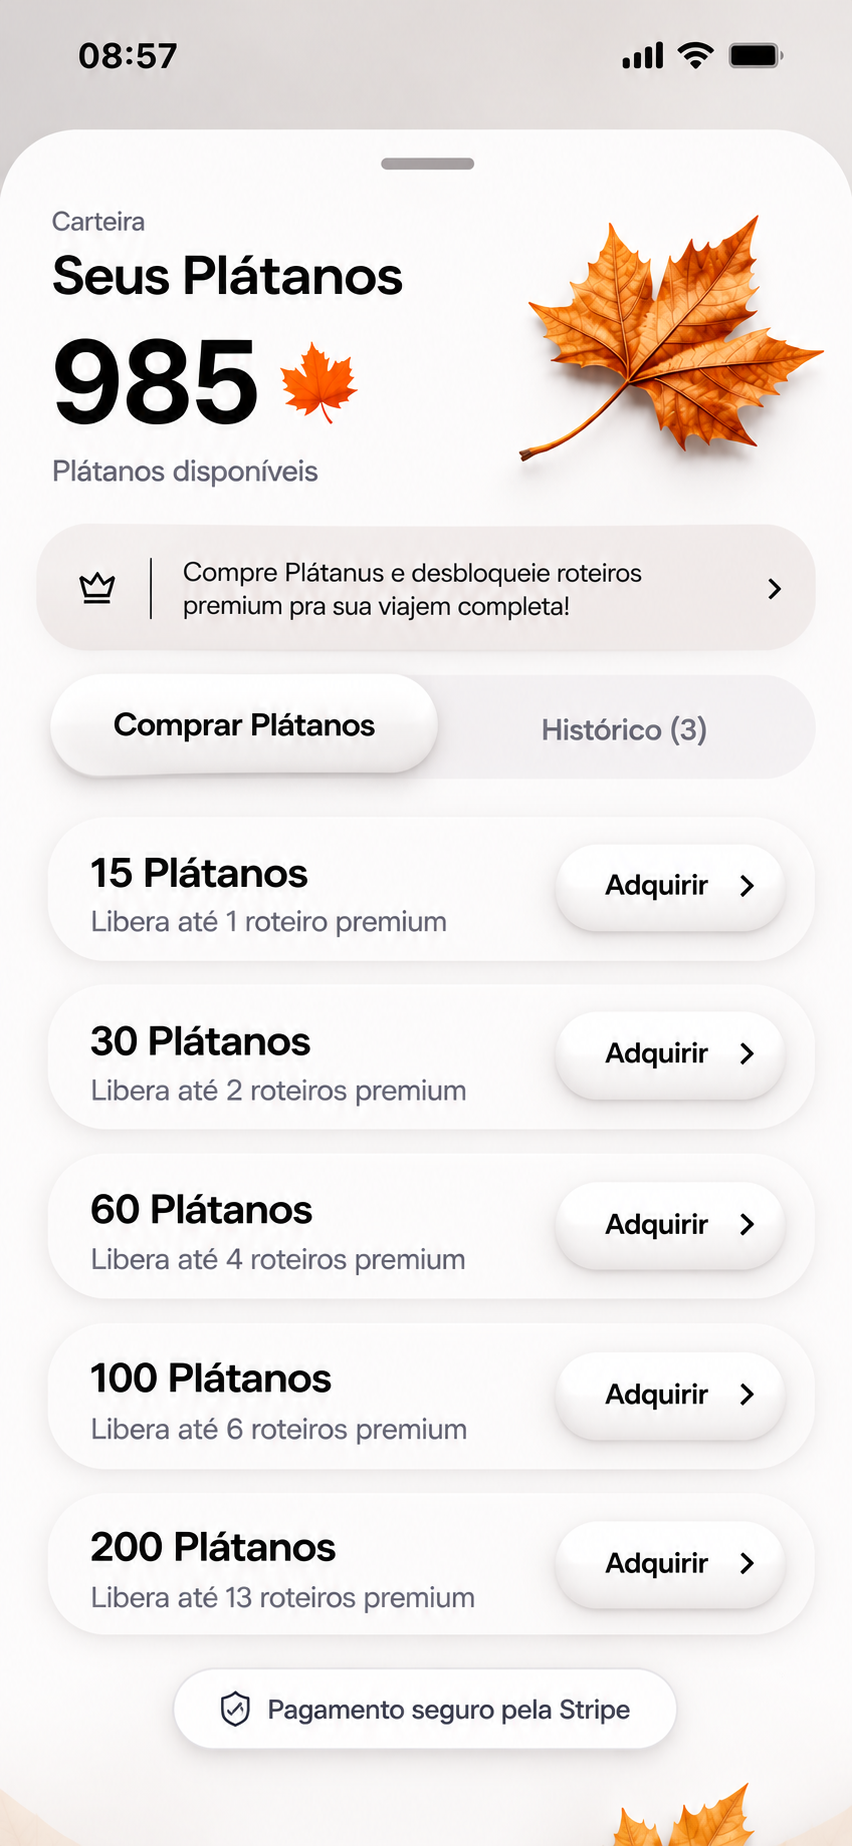 08:57
Carteira
Seus Plátanos
985
Plátanos disponíveis
Compre Plátanus e desbloqueie roteiros
premium pra sua viajem completa!
Comprar Plátanos
Histórico (3)
15 Plátanos
Libera até 1 roteiro premium
Adquirir
30 Plátanos
Libera até 2 roteiros premium
Adquirir
60 Plátanos
Libera até 4 roteiros premium
Adquirir
100 Plátanos
Libera até 6 roteiros premium
Adquirir
200 Plátanos
Libera até 13 roteiros premium
Adquirir
Pagamento seguro pela Stripe